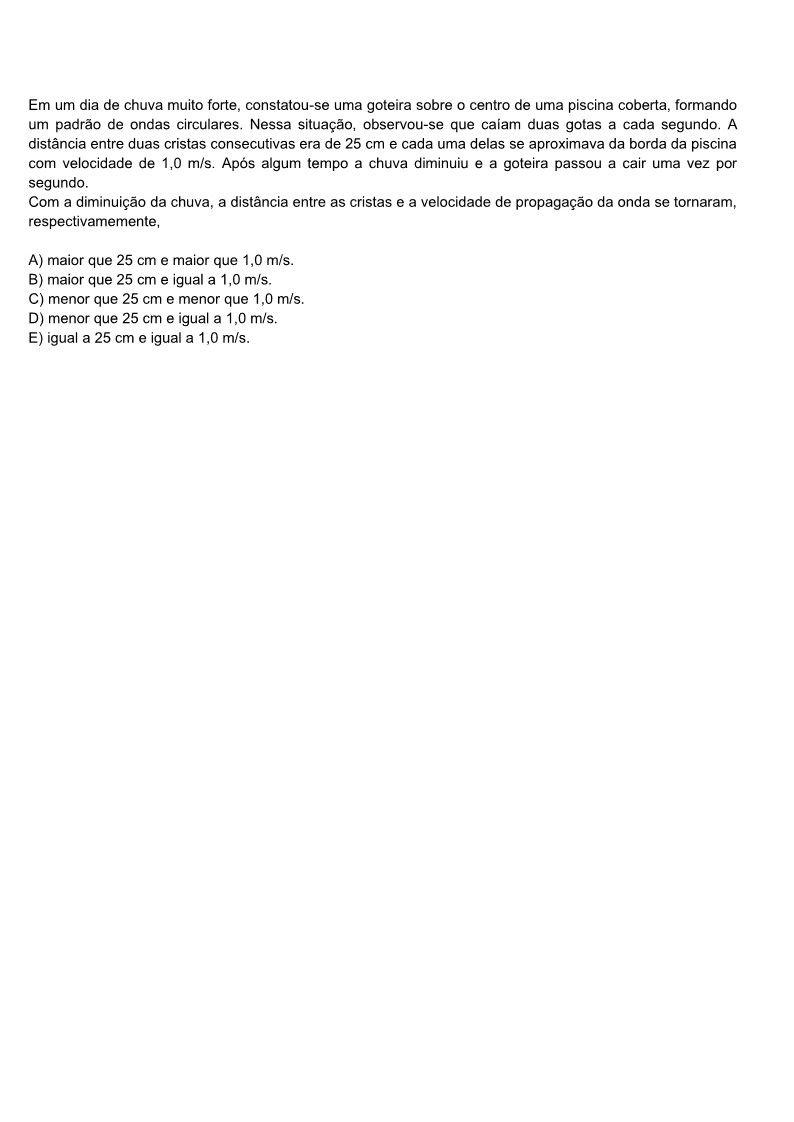 Em um dia de chuva muito forte, constatou-se uma goteira sobre o centro de uma piscina coberta, formando
um padrão de ondas circulares. Nessa situação, observou-se que caíam duas gotas a cada segundo. A
distância entre duas cristas consecutivas era de 25 cm e cada uma delas se aproximava da borda da piscina
com velocidade de 1,0 m/s. Após algum tempo a chuva diminuiu e a goteira passou a cair uma vez por
segundo.
Com a diminuição da chuva, a distância entre as cristas e a velocidade de propagação da onda se tornaram,
respectivamemente,
A) maior que 25 cm e maior que 1,0 m/s.
B) maior que 25 cm e igual a 1,0 m/s.
C) menor que 25 cm e menor que 1,0 m/s.
D) menor que 25 cm e igual a 1,0 m/s.
E) igual a 25 cm e igual a 1,0 m/s.